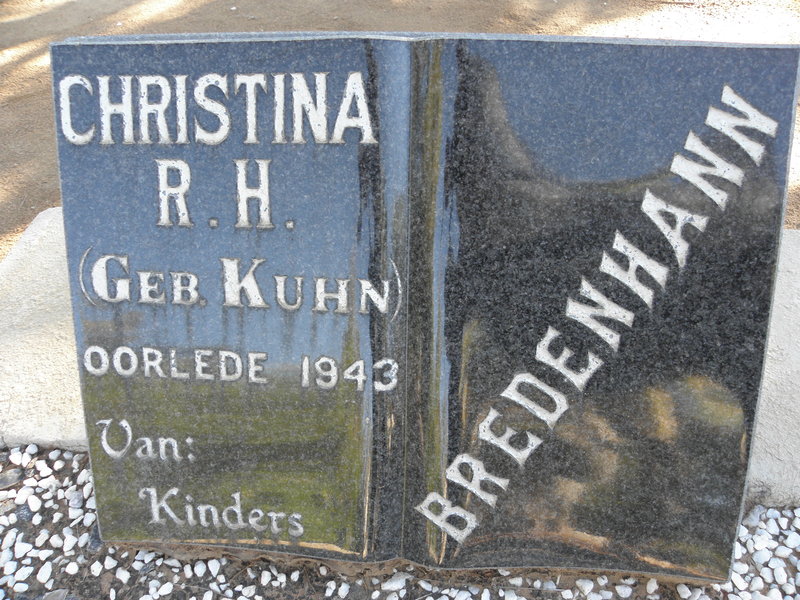 CHRISTINA
R.H.
(GEB. KUHN)
OORLEDE 1943
Van:
Kinders
BREDENHANN